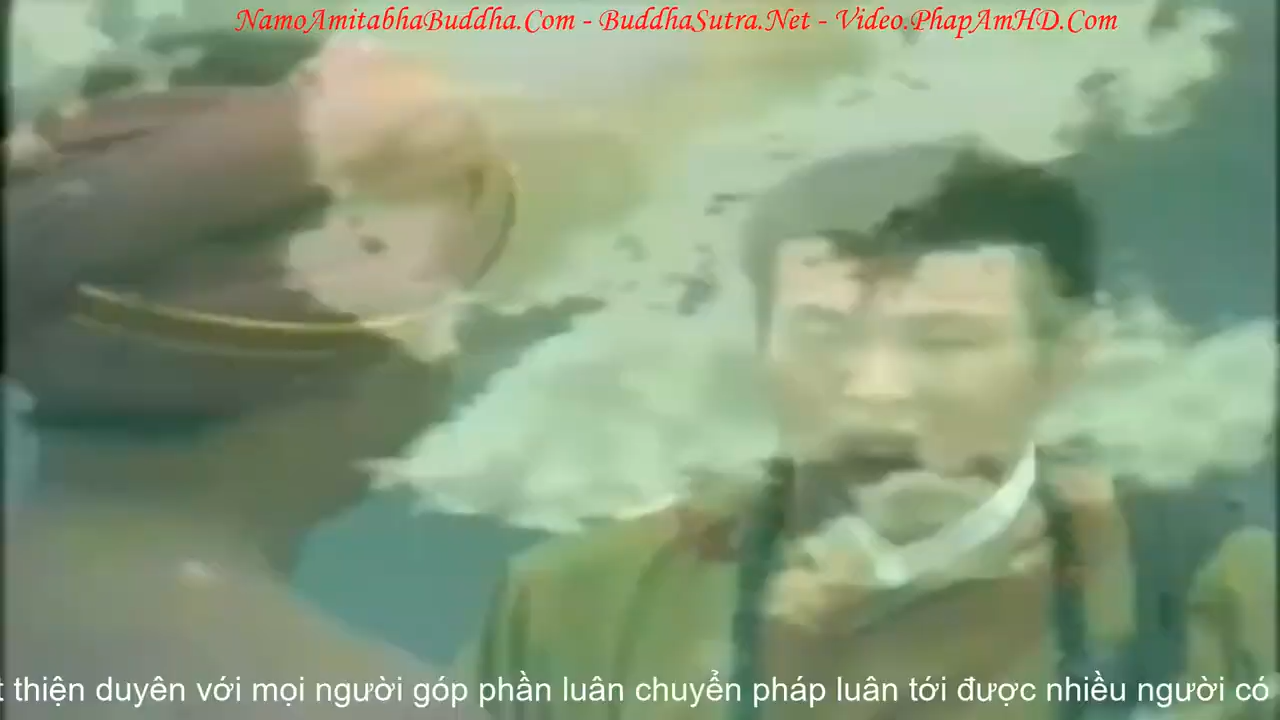 NamoAmitabhaBuddha.Com - BuddhaSutra.Net - Video.PhapAmHD.Com
thiện duyên với mọi người góp phần luân chuyển pháp luân tới được nhiều người có